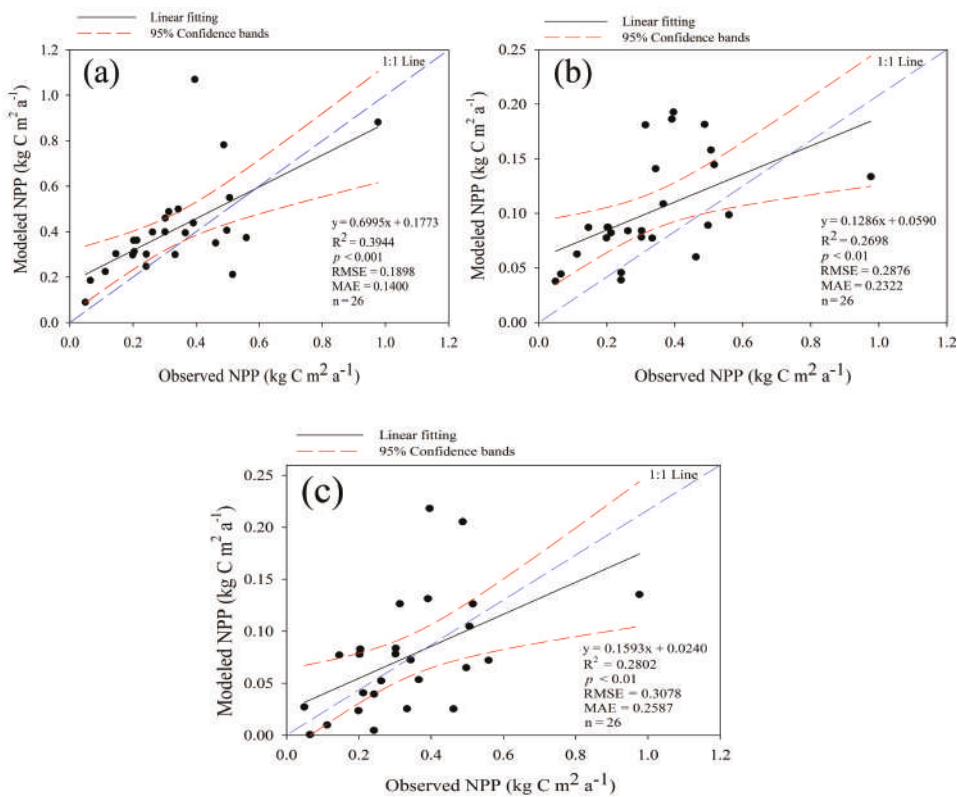 Linear fitting
95% Confidence bands
(a)
1:1 Line
1.2
1.0
0.8
0.6
0.4
0.2
0.0
Modeled NPP (kg C m² a⁻¹)
y = 0.6995x + 0.1773
R² = 0.3944
p < 0.001
RMSE = 0.1898
MAE = 0.1400
n = 26
0.0 0.2 0.4 0.6 0.8 1.0 1.2
Observed NPP (kg C m² a⁻¹)
Linear fitting
95% Confidence bands
(b)
1:1 Line
0.25
0.20
0.15
0.10
0.05
0.00
Modeled NPP (kg C m² a⁻¹)
y = 0.1286x + 0.0590
R² = 0.2698
p < 0.01
RMSE = 0.2876
MAE = 0.2322
n = 26
0.0 0.2 0.4 0.6 0.8 1.0 1.2
Observed NPP (kg C m² a⁻¹)
Linear fitting
95% Confidence bands
(c)
1:1 Line
0.25
0.20
0.15
0.10
0.05
0.00
Modeled NPP (kg C m² a⁻¹)
y = 0.1593x + 0.0240
R² = 0.2802
p < 0.01
RMSE = 0.3078
MAE = 0.2587
n = 26
0.0 0.2 0.4 0.6 0.8 1.0 1.2
Observed NPP (kg C m² a⁻¹)